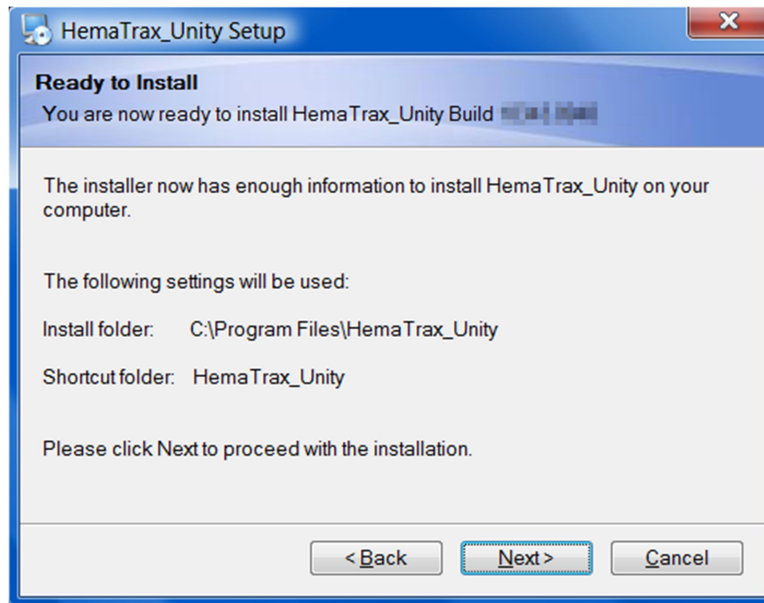 HemaTrax_Unity Setup
Ready to Install
You are now ready to install HemaTrax_Unity Build
The installer now has enough information to install HemaTrax_Unity on your
computer.
The following settings will be used:
Install folder: C:\Program Files\HemaTrax_Unity
Shortcut folder: HemaTrax_Unity
Please click Next to proceed with the installation.
< Back Next > Cancel